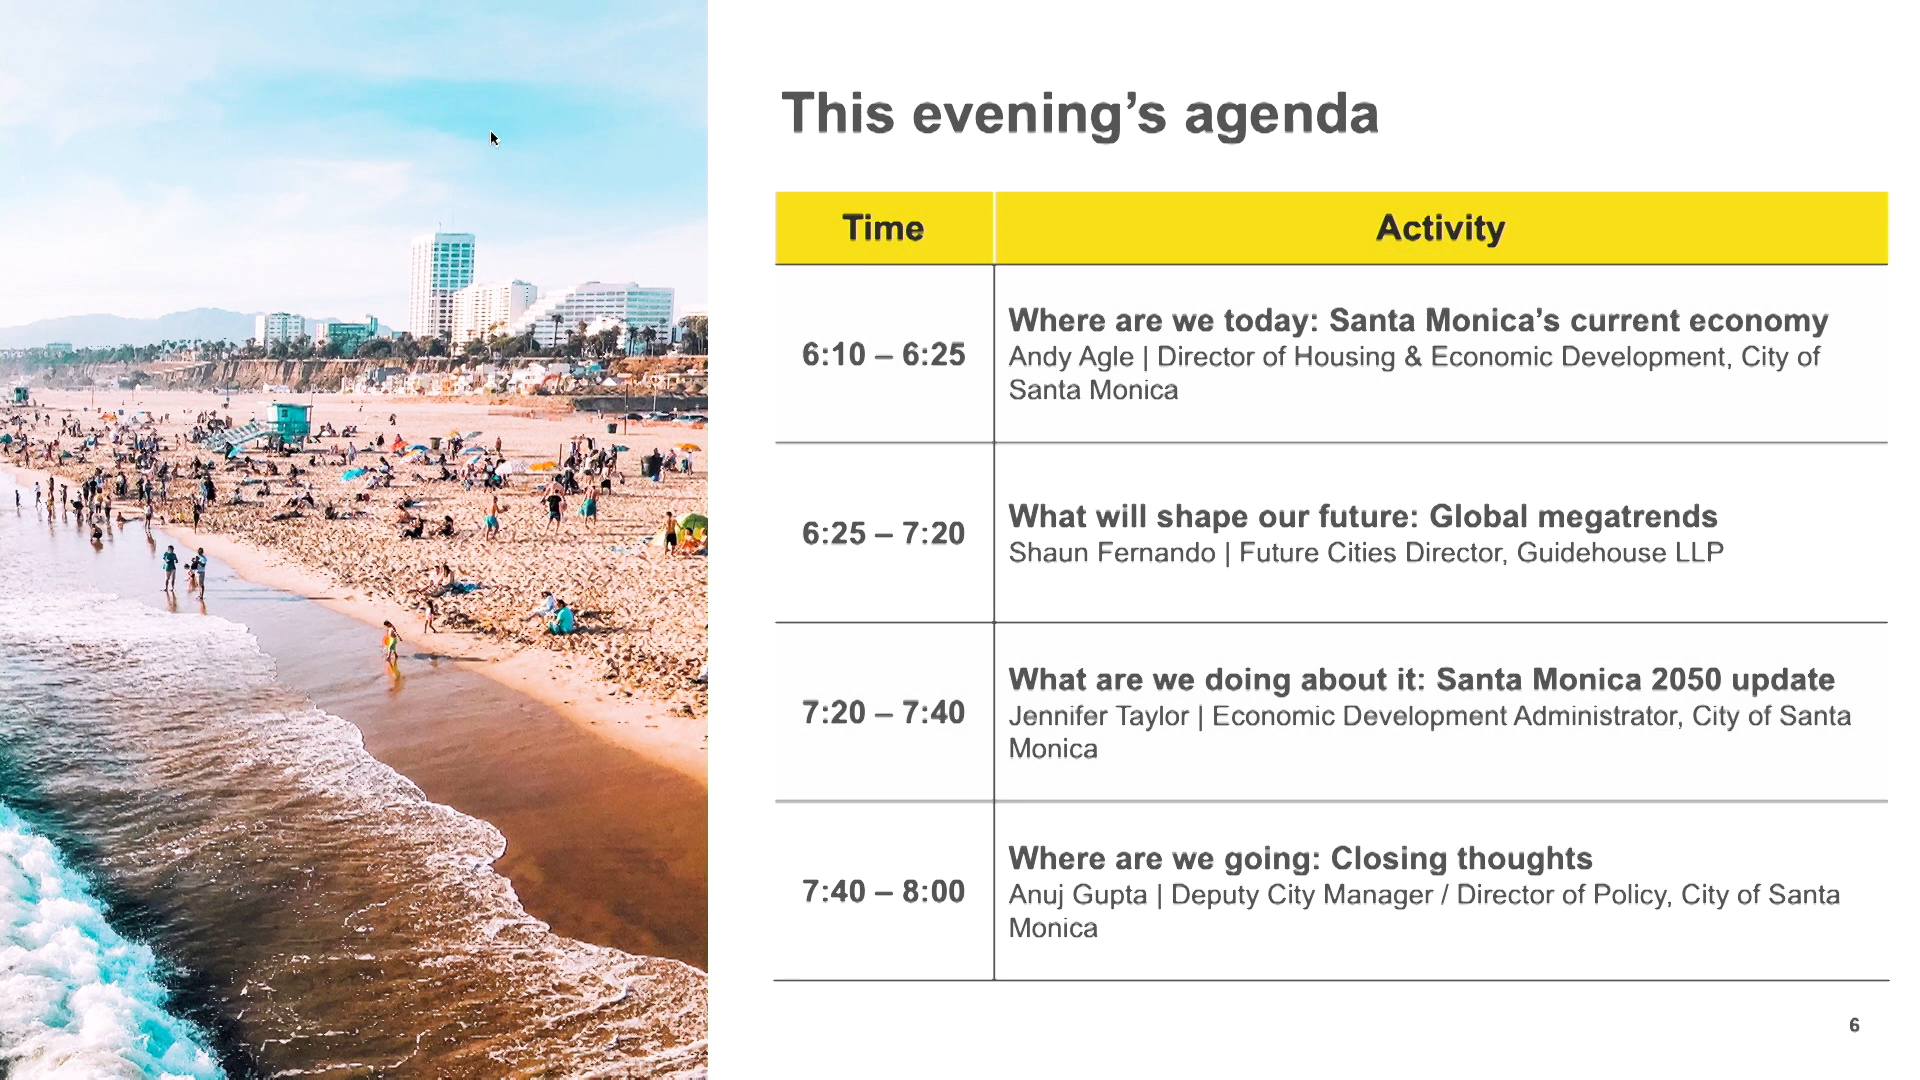 This evening’s agenda
Time
Activity
6:10 – 6:25
Where are we today: Santa Monica’s current economy
Andy Agle | Director of Housing & Economic Development, City of
Santa Monica
6:25 – 7:20
What will shape our future: Global megatrends
Shaun Fernando | Future Cities Director, Guidehouse LLP
7:20 – 7:40
What are we doing about it: Santa Monica 2050 update
Jennifer Taylor | Economic Development Administrator, City of Santa
Monica
7:40 – 8:00
Where are we going: Closing thoughts
Anuj Gupta | Deputy City Manager / Director of Policy, City of Santa
Monica
6